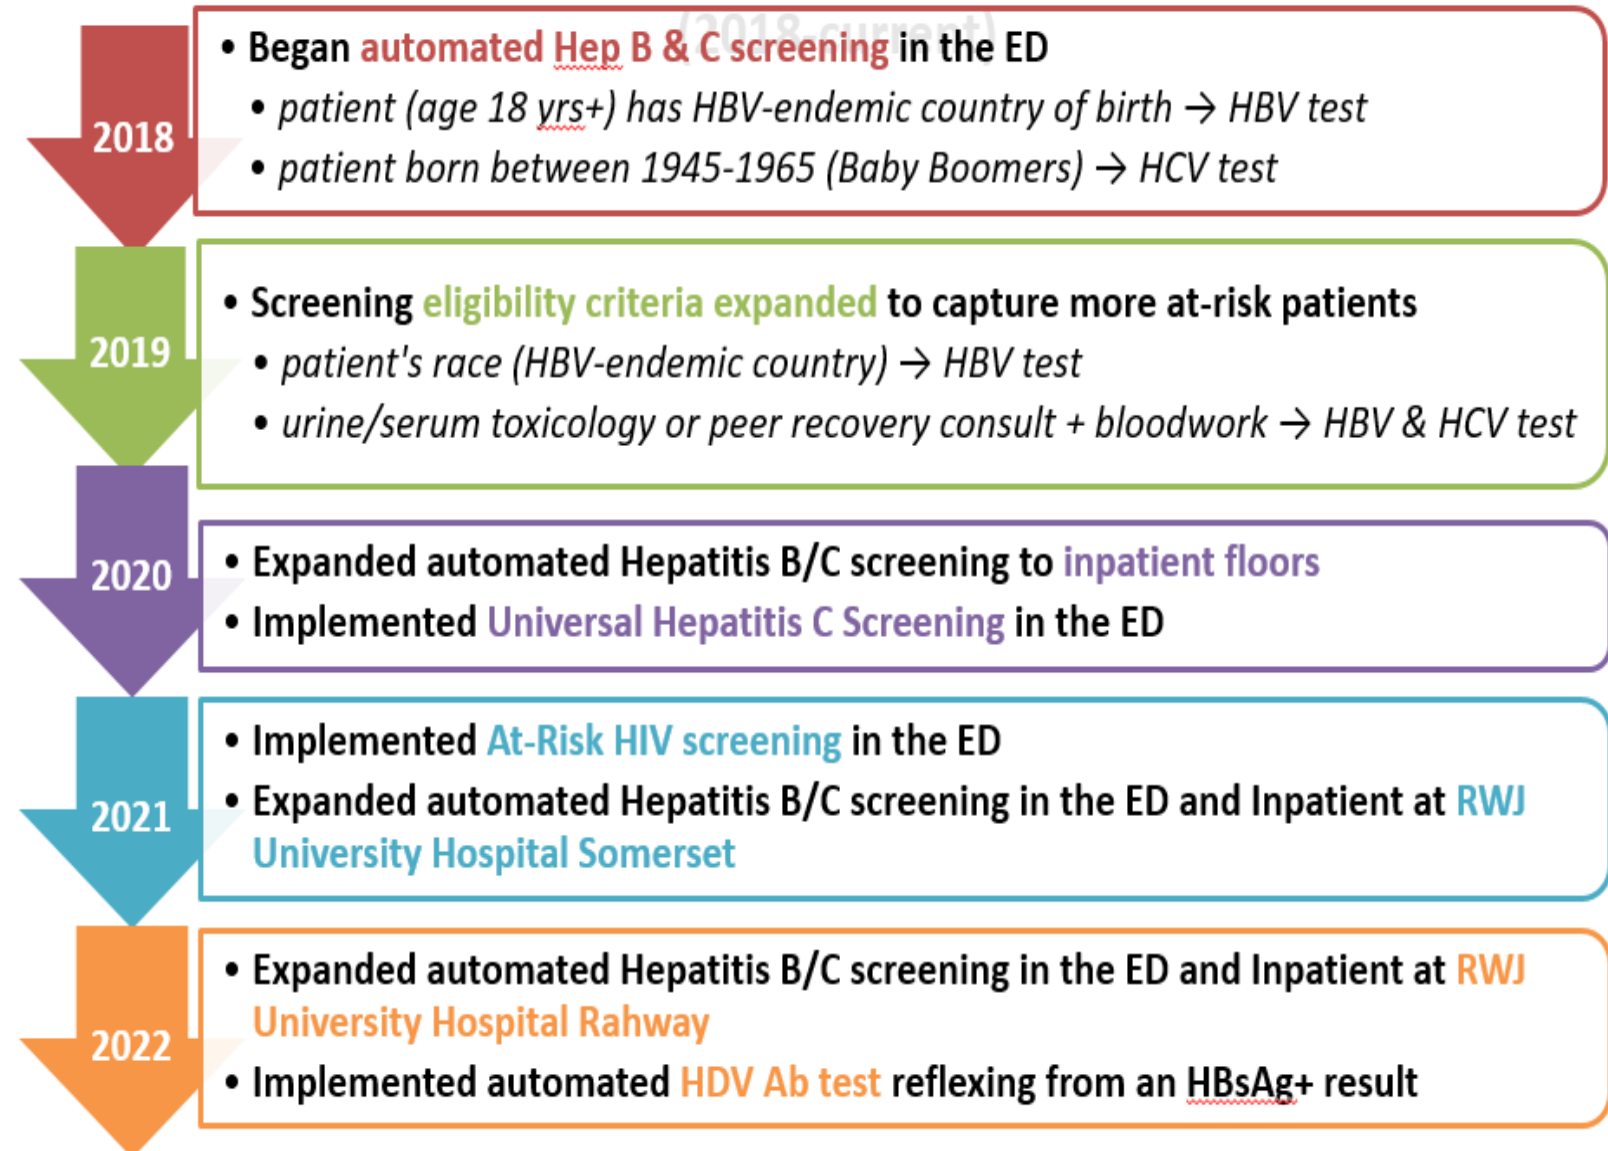 (2018-current)
• Began automated Hep B & C screening in the ED
• patient (age 18 yrs+) has HBV-endemic country of birth → HBV test
2018
• patient born between 1945-1965 (Baby Boomers) → HCV test
• Screening eligibility criteria expanded to capture more at-risk patients
2019
• patient's race (HBV-endemic country) → HBV test
• urine/serum toxicology or peer recovery consult + bloodwork → HBV & HCV test
2020
• Expanded automated Hepatitis B/C screening to inpatient floors
• Implemented Universal Hepatitis C Screening in the ED
2021
• Implemented At-Risk HIV screening in the ED
• Expanded automated Hepatitis B/C screening in the ED and Inpatient at RWJ
University Hospital Somerset
2022
• Expanded automated Hepatitis B/C screening in the ED and Inpatient at RWJ
University Hospital Rahway
• Implemented automated HDV Ab test reflexing from an HBsAg+ result